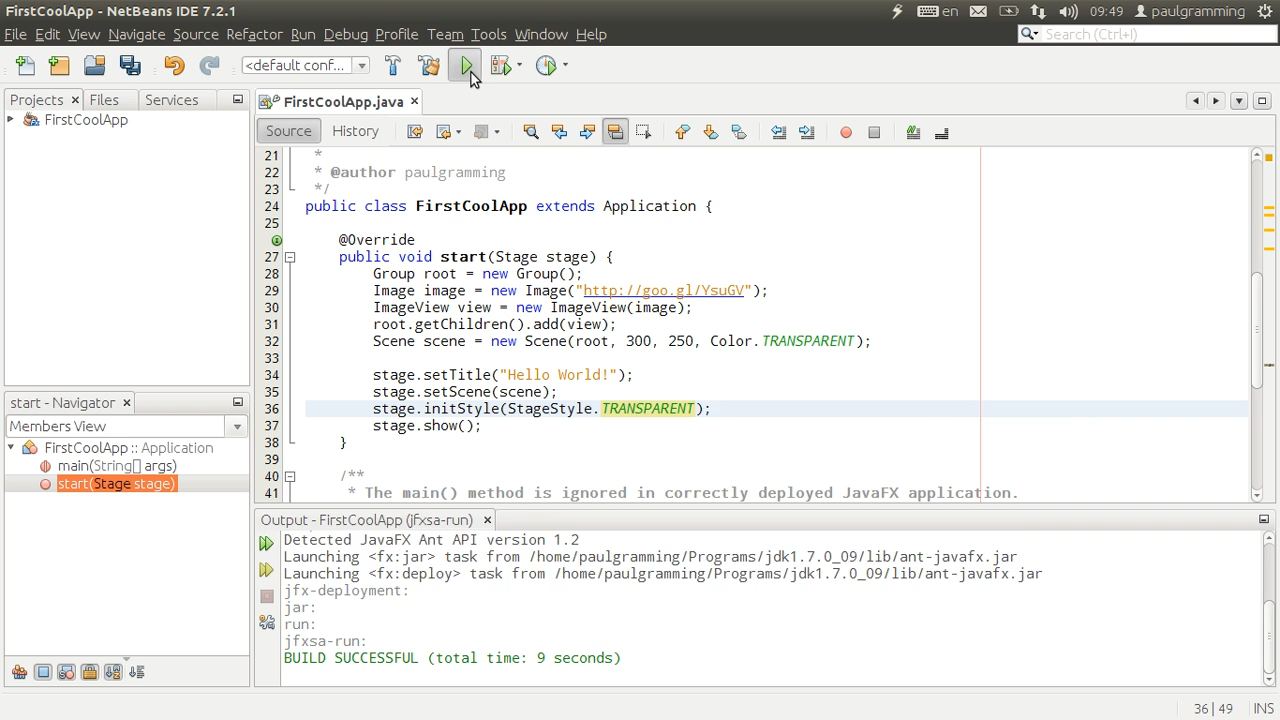 FirstCoolApp - NetBeans IDE 7.2.1
en
09:49
paulgramming
File Edit View Navigate Source Refactor Run Debug Profile Team Tools Window Help
Search (Ctrl+I)
<default conf...
Projects
Files
Services
FirstCoolApp
FirstCoolApp.java
Source
History
21 *
22 * @author paulgramming
23 */
24 public class FirstCoolApp extends Application {
25
@Override
27 public void start(Stage stage) {
28 Group root = new Group();
29 Image image = new Image("http://goo.gl/YsuGV");
30 ImageView view = new ImageView(image);
31 root.getChildren().add(view);
32 Scene scene = new Scene(root, 300, 250, Color.TRANSPARENT);
33
34 stage.setTitle("Hello World!");
35 stage.setScene(scene);
36 stage.initStyle(StageStyle.TRANSPARENT);
37 stage.show();
38 }
39
40 /**
41 * The main() method is ignored in correctly deployed JavaFX application.
start - Navigator
Members View
FirstCoolApp :: Application
main(String[] args)
start(Stage stage)
Output - FirstCoolApp (jfxsa-run)
Detected JavaFX Ant API version 1.2
Launching <fx:jar> task from /home/paulgramming/Programs/jdk1.7.0_09/lib/ant-javafx.jar
Launching <fx:deploy> task from /home/paulgramming/Programs/jdk1.7.0_09/lib/ant-javafx.jar
jfx-deployment:
jar:
run:
jfxsa-run:
BUILD SUCCESSFUL (total time: 9 seconds)
36 | 49
INS